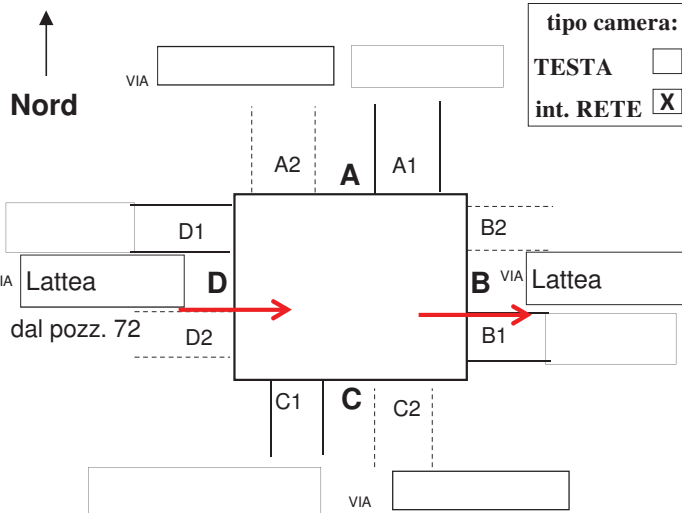 tipo camera:
TESTA
int. RETE X
Nord
VIA
A2
A
A1
D1
B2
VIA Lattea
D
B
VIA Lattea
dal pozz. 72
D2
B1
C1
C
C2
VIA